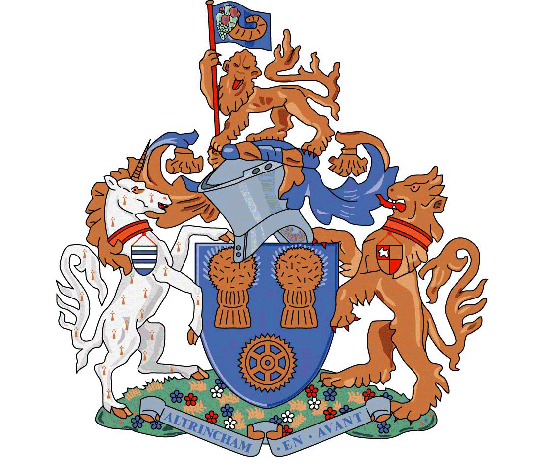 ALTRINCHAM · EN · AVANT